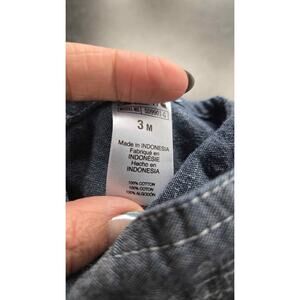 3 M
Made in INDONESIA
Fabriqué en
INDONÉSIE
Hecho en
INDONESIA
100% COTTON
100% COTON
100% ALGODÓN